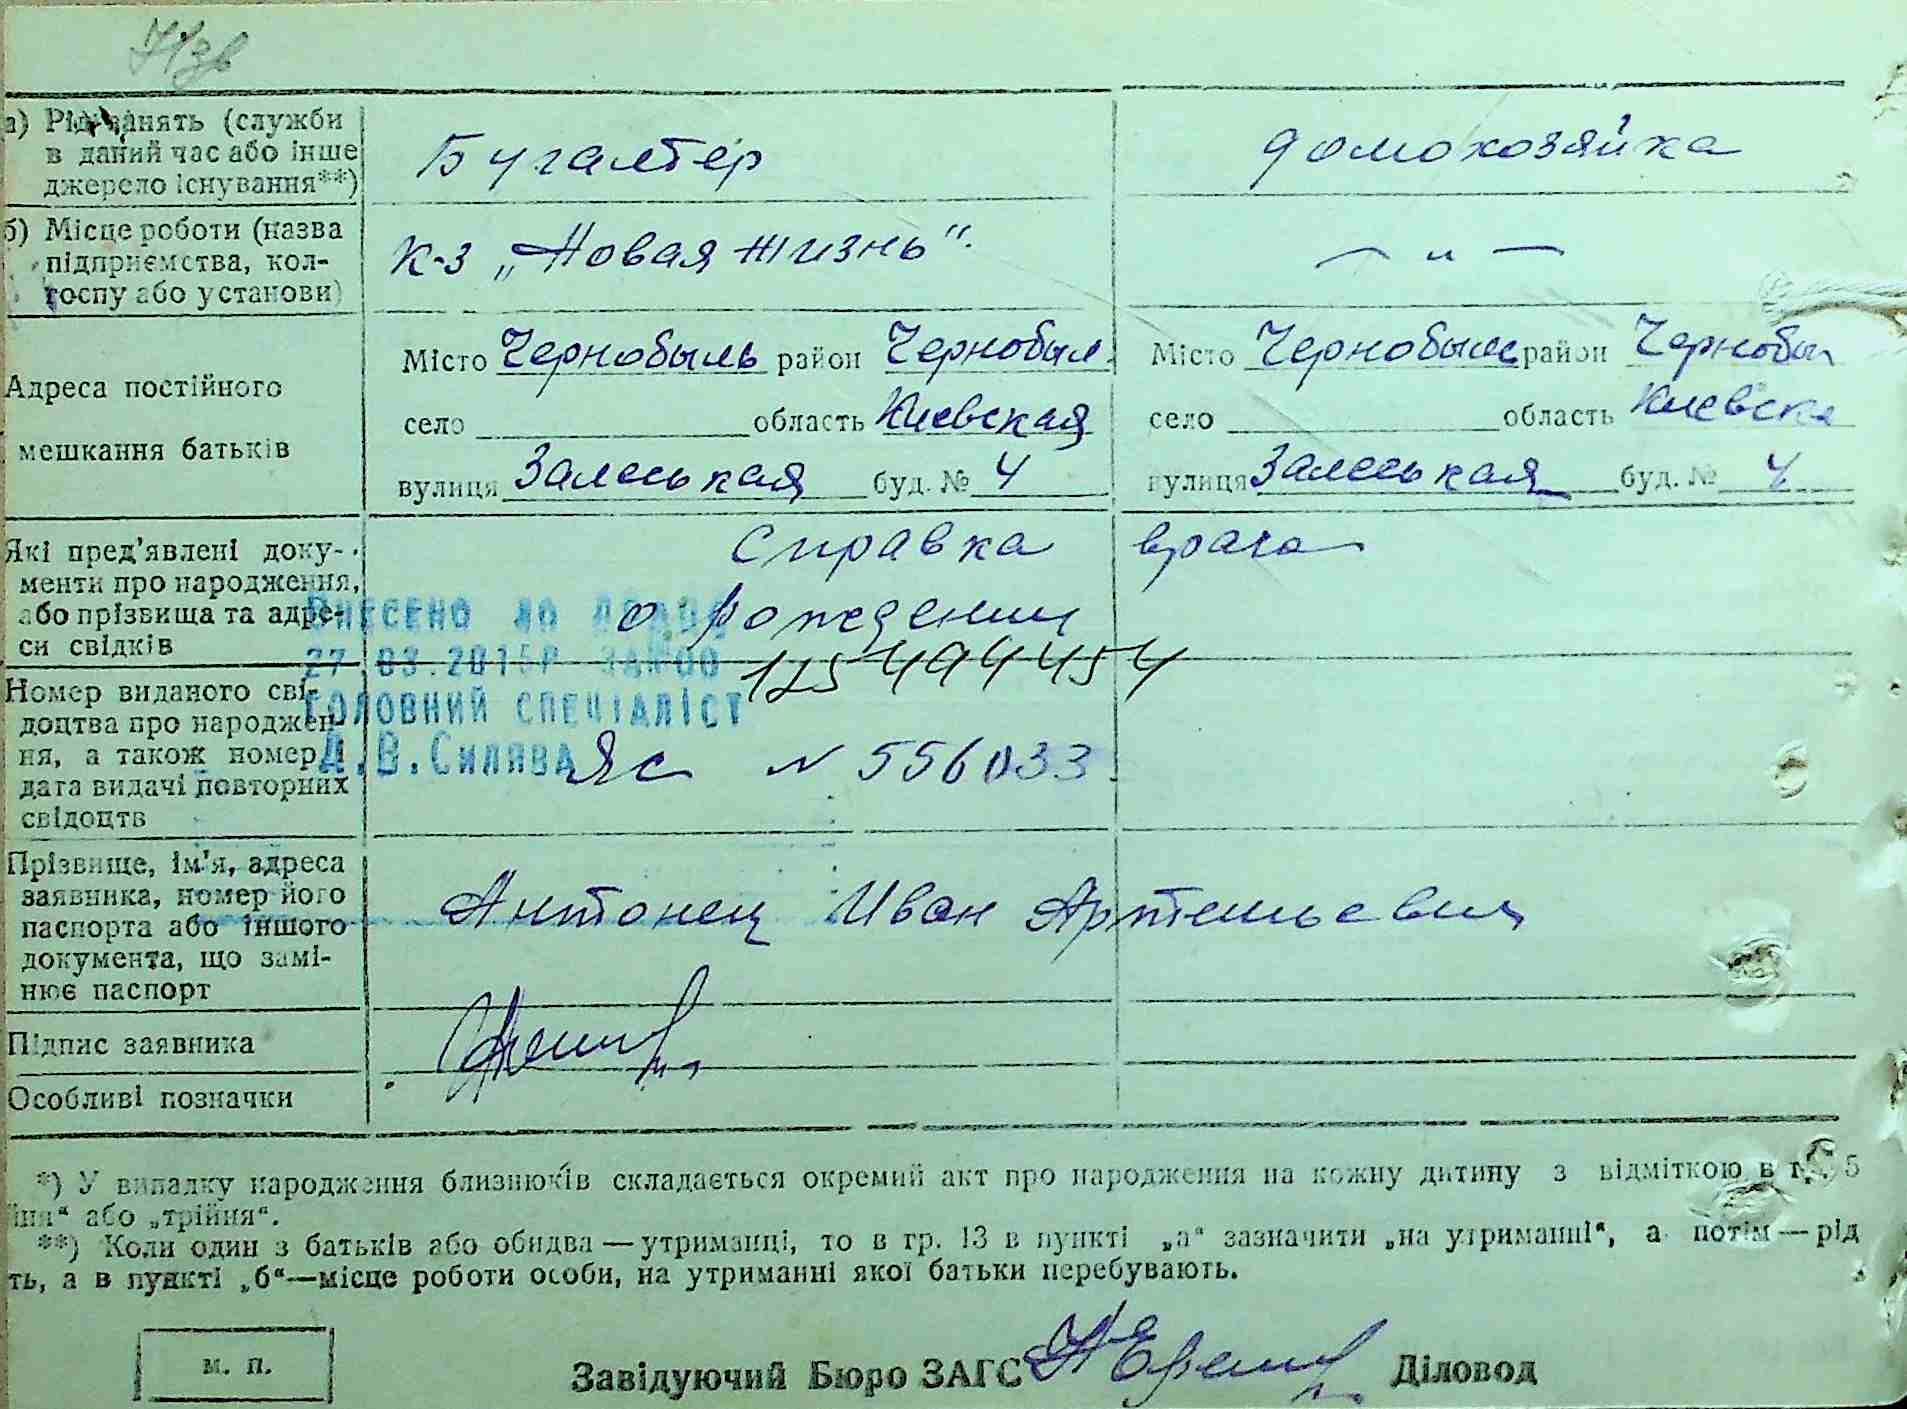 а) Рід занять (служби
в даний час або інше
джерело існування**)
Бугалтер
домохозяйка
б) Місце роботи (назва
підприємства, кол-
госпу або установи)
к-з „Новая жизнь“
— „ —
Адреса постійного
мешкання батьків
Місто Чернобыль район Чернобыл.
село область Киевская
вулиця Залеськая буд. № 4
Місто Чернобыль район Чернобыл
село область Киевска
вулиця Залеськая буд. № 4
Які пред’явлені доку-
менти про народження,
або прізвища та адре-
си свідків
Справка врача
о рождении
Внесено до
27.03.2015р
125494454
Головний спеціаліст
Д.В.Силява
Номер виданого сві-
доцтва про народжен-
ня, а також номер і
дата видачі повторних
свідоцтв
Яс № 556033
Прізвище, ім’я, адреса
заявника, номер його
паспорта або іншого
документа, що замі-
нює паспорт
Антонец Иван Артемьевич
Підпис заявника
Особливі позначки
*) У випадку народження близнюків складається окремий акт про народження на кожну дитину з відміткою в гр. 5
йня“ або „трійня“.
**) Коли один з батьків або обидва — утриманці, то в гр. 13 в пункті „а“ зазначити „на утриманні“, а потім — рід
ть, а в пункті „б“ — місце роботи особи, на утриманні якої батьки перебувають.
м. п.
Завідуючий Бюро ЗАГС
Діловод